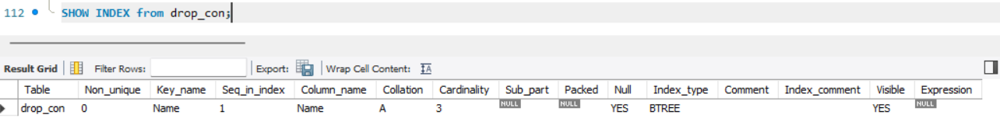 112 SHOW INDEX from drop_con;
Result Grid Filter Rows: Export: Wrap Cell Content: IA
Table Non_unique Key_name Seq_in_index Column_name Collation Cardinality Sub_part Packed Null Index_type Comment Index_comment Visible Expression
drop_con 0 Name 1 Name A 3 NULL NULL YES BTREE YES NULL